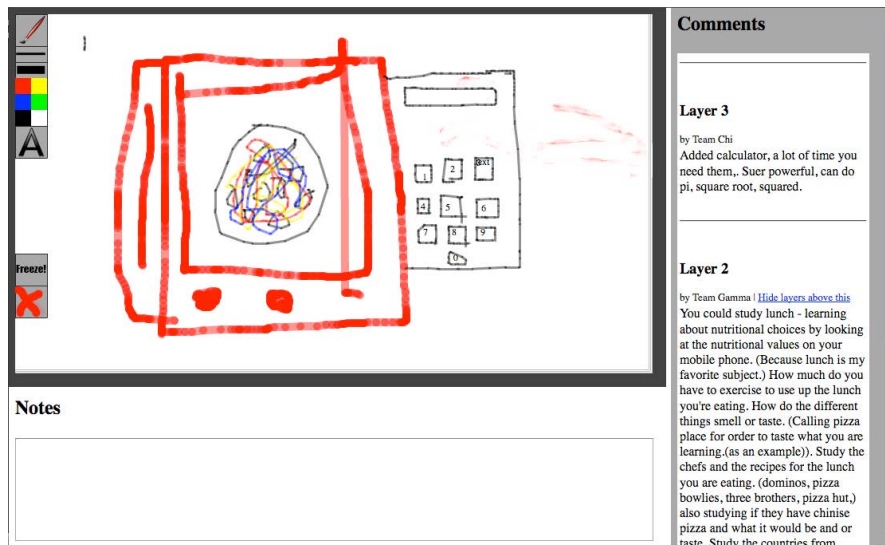 A
Freeze!
1
2
text
4
5
6
7
8
9
0
Notes
Comments
Layer 3
by Team Chi
Added calculator, a lot of time you
need them,. Suer powerful, can do
pi, square root, squared.
Layer 2
by Team Gamma | Hide layers above this
You could study lunch - learning
about nutritional choices by looking
at the nutritional values on your
mobile phone. (Because lunch is my
favorite subject.) How much do you
have to exercise to use up the lunch
you're eating. How do the different
things smell or taste. (Calling pizza
place for order to taste what you are
learning.(as an example)). Study the
chefs and the recipes for the lunch
you are eating. (dominos, pizza
bowlies, three brothers, pizza hut,)
also studying if they have chinise
pizza and what it would be and or
taste. Study the countries from